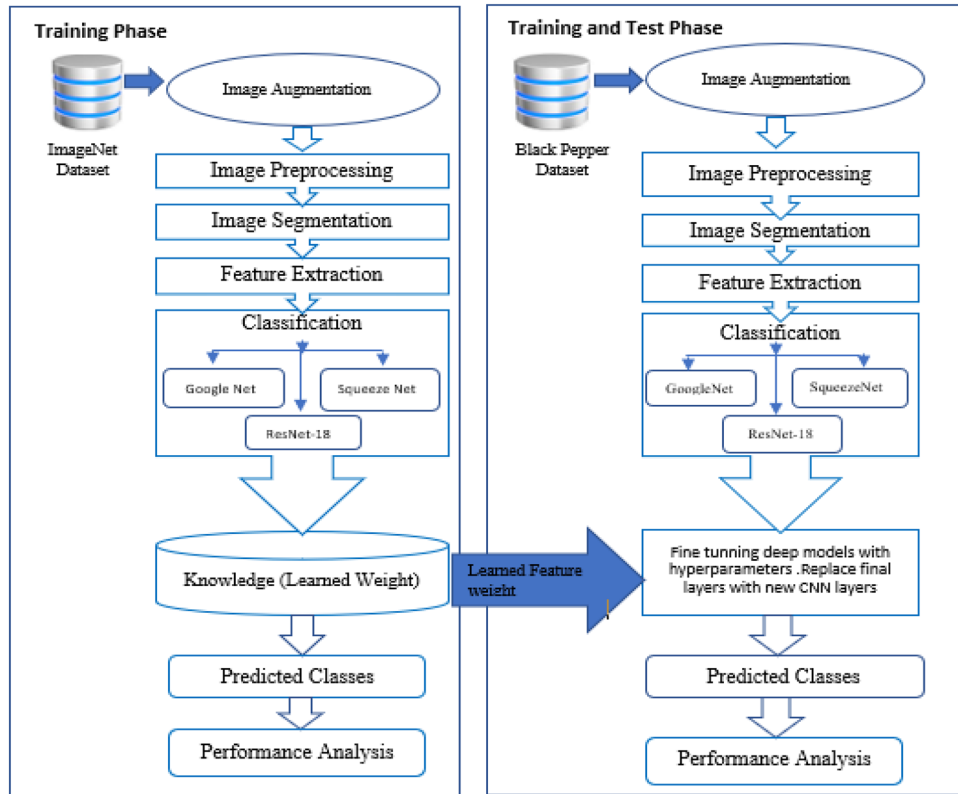 Training Phase
Image Augmentation
ImageNet
Dataset
Image Preprocessing
Image Segmentation
Feature Extraction
Classification
Google Net
Squeeze Net
ResNet-18
Knowledge (Learned Weight)
Predicted Classes
Performance Analysis
Learned Feature
weight
Training and Test Phase
Image Augmentation
Black Pepper
Dataset
Image Preprocessing
Image Segmentation
Feature Extraction
Classification
GoogleNet
SqueezeNet
ResNet-18
Fine tunning deep models with
hyperparameters .Replace final
layers with new CNN layers
Predicted Classes
Performance Analysis